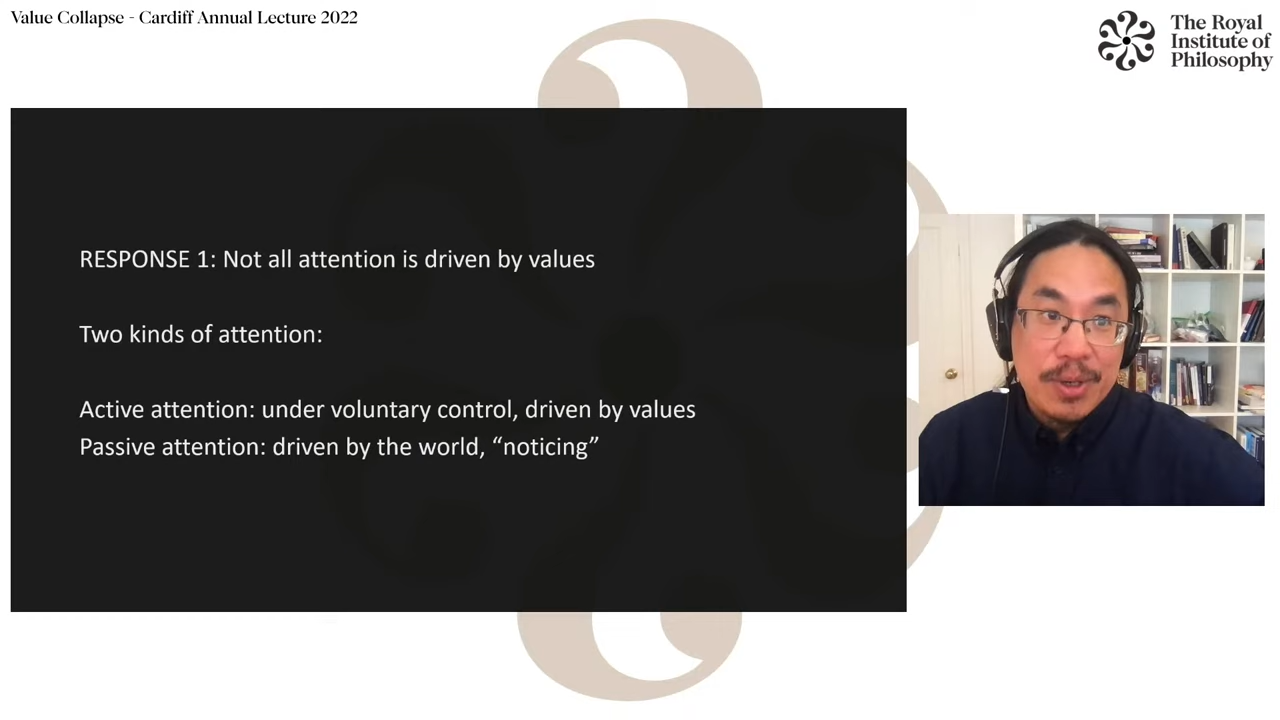 Value Collapse - Cardiff Annual Lecture 2022
The Royal
Institute of
Philosophy
RESPONSE 1: Not all attention is driven by values
Two kinds of attention:
Active attention: under voluntary control, driven by values
Passive attention: driven by the world, “noticing”